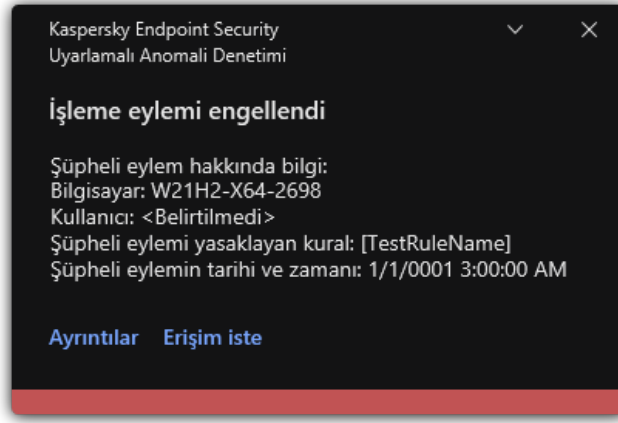 Kaspersky Endpoint Security
Uyarlamalı Anomali Denetimi
İşleme eylemi engellendi
Şüpheli eylem hakkında bilgi:
Bilgisayar: W21H2-X64-2698
Kullanıcı: <Belirtilmedi>
Şüpheli eylemi yasaklayan kural: [TestRuleName]
Şüpheli eylemin tarihi ve zamanı: 1/1/0001 3:00:00 AM
Ayrıntılar Erişim iste